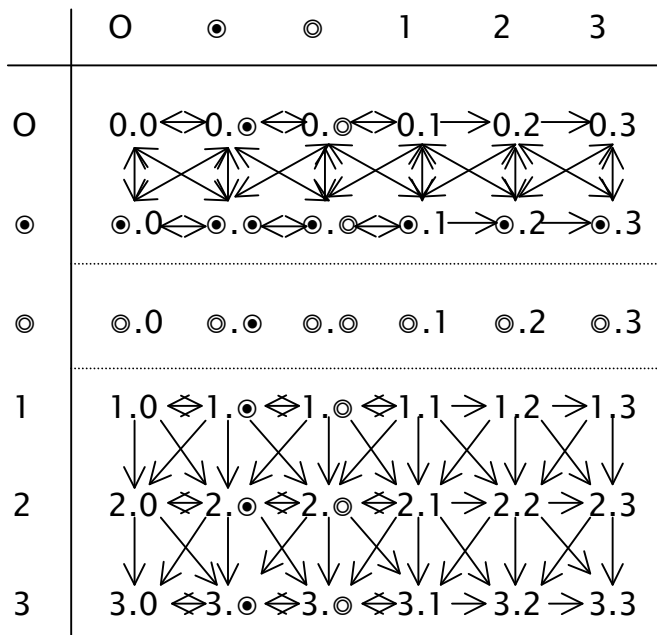 O ◉ ◎ 1 2 3
O 0.0 0.◉ 0.◎ 0.1 0.2 0.3
◉ ◉.0 ◉.◉ ◉.◎ ◉.1 ◉.2 ◉.3
◎ ◎.0 ◎.◉ ◎.◎ ◎.1 ◎.2 ◎.3
1 1.0 1.◉ 1.◎ 1.1 1.2 1.3
2 2.0 2.◉ 2.◎ 2.1 2.2 2.3
3 3.0 3.◉ 3.◎ 3.1 3.2 3.3